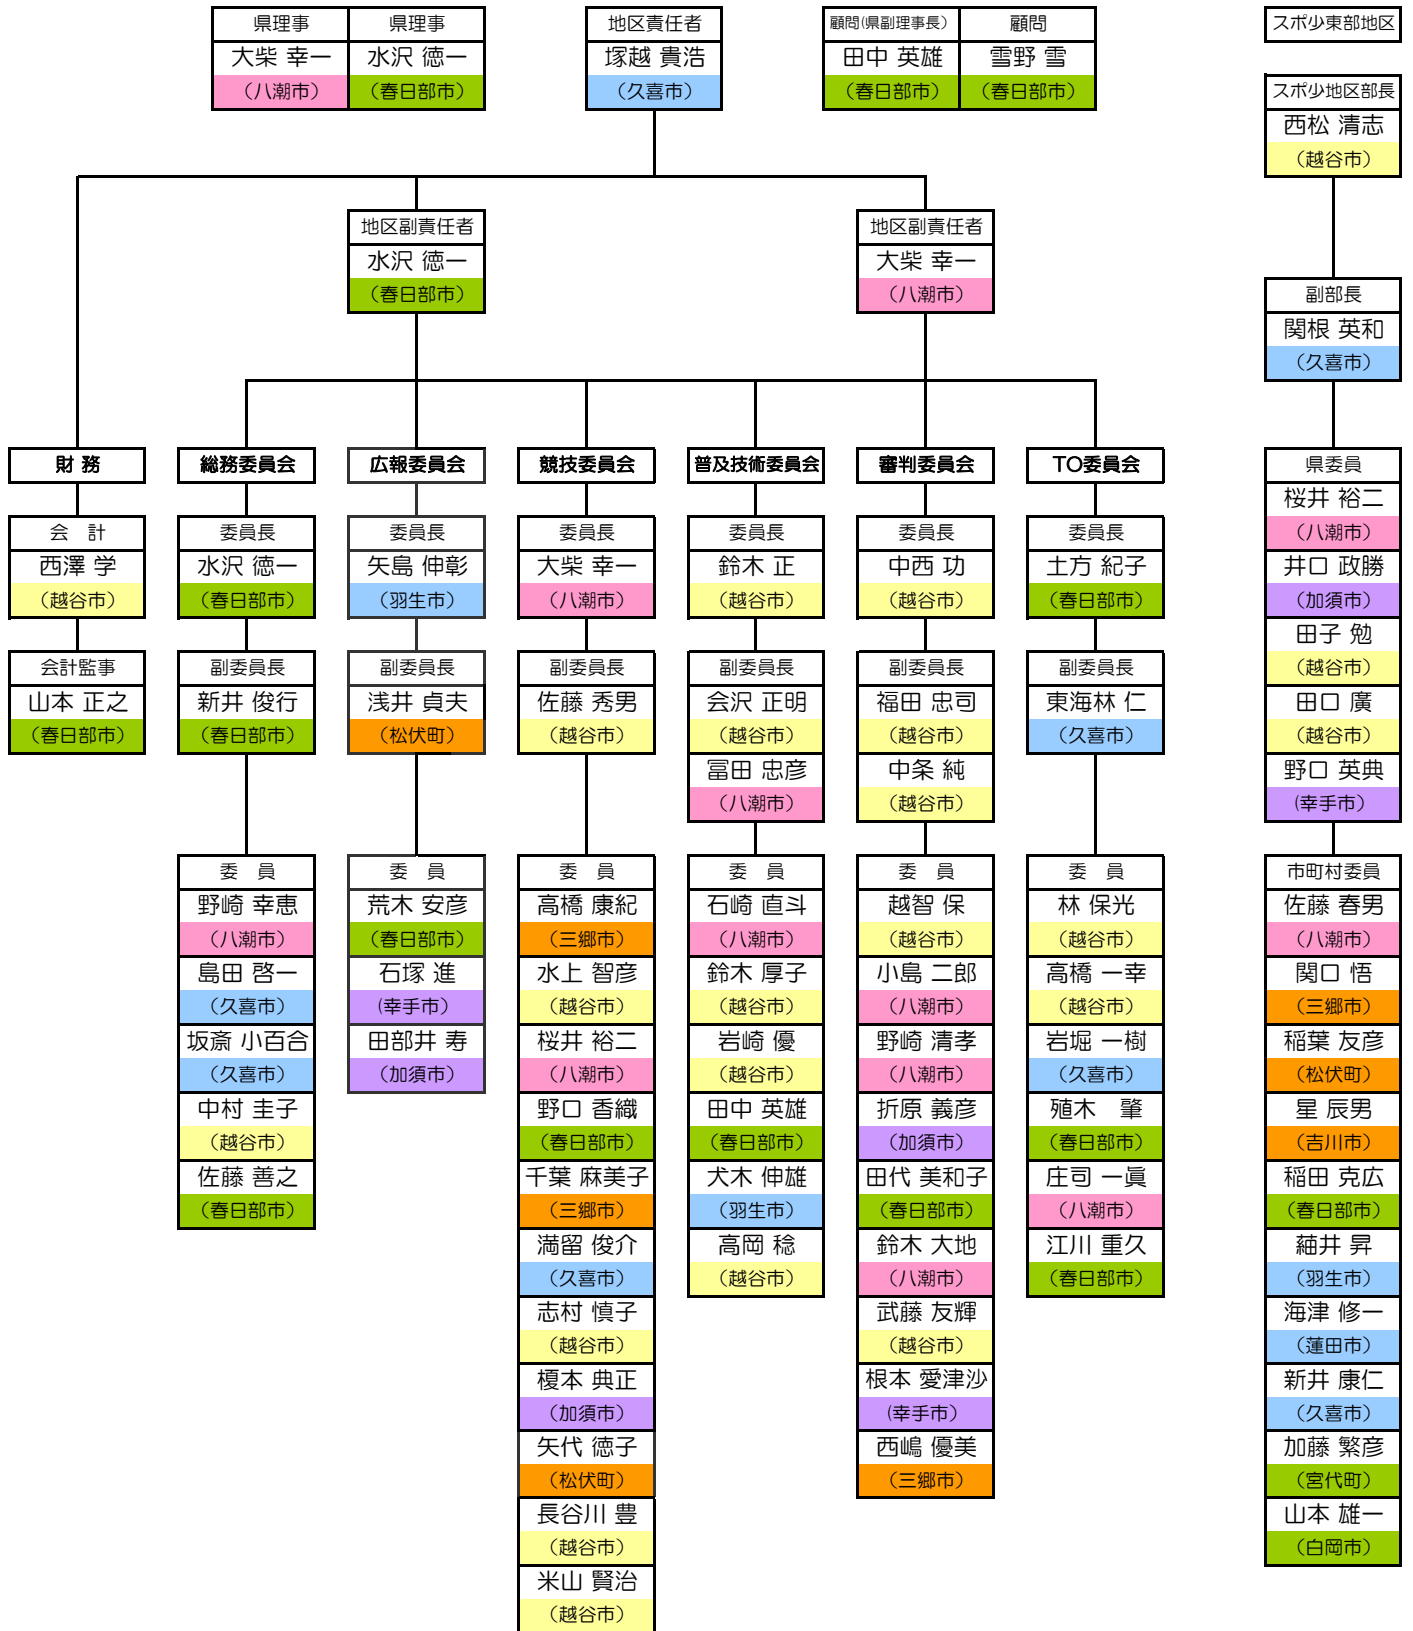 県理事 県理事 地区責任者 顧問(県副理事長) 顧問 スポ少東部地区
大柴 幸一 水沢 徳一 塚越 貴浩 田中 英雄 雪野 雪
（八潮市） （春日部市） （久喜市） （春日部市） （春日部市） スポ少地区部長
西松 清志
（越谷市）
地区副責任者 地区副責任者
水沢 徳一 大柴 幸一
（春日部市） （八潮市） 副部長
関根 英和
（久喜市）
財 務 総務委員会 広報委員会 競技委員会 普及技術委員会 審判委員会 TO委員会 県委員
桜井 裕二
会　計 委員長 委員長 委員長 委員長 委員長 委員長 （八潮市）
西澤 学 水沢 徳一 矢島 伸彰 大柴 幸一 鈴木 正 中西 功 土方 紀子 井口 政勝
（越谷市） （春日部市） （羽生市） （八潮市） （越谷市） （越谷市） （春日部市） （加須市）
田子 勉
会計監事 副委員長 副委員長 副委員長 副委員長 副委員長 副委員長 （越谷市）
山本 正之 新井 俊行 浅井 貞夫 佐藤 秀男 会沢 正明 福田 忠司 東海林 仁 田口 廣
（春日部市） （春日部市） （松伏町） （越谷市） （越谷市） （越谷市） （久喜市） （越谷市）
冨田 忠彦 中条 純 野口 英典
（八潮市） （越谷市） （幸手市）
委　員 委　員 委　員 委　員 委　員 委　員 市町村委員
野崎 幸恵 荒木 安彦 高橋 康紀 石崎 直斗 越智 保 林 保光 佐藤 春男
（八潮市） （春日部市） （三郷市） （八潮市） （越谷市） （越谷市） （八潮市）
島田 啓一 石塚 進 水上 智彦 鈴木 厚子 小島 二郎 高橋 一幸 関口 悟
（久喜市） （幸手市） （越谷市） （越谷市） （八潮市） （越谷市） （三郷市）
坂斎 小百合 田部井 寿 桜井 裕二 岩崎 優 野崎 清孝 岩堀 一樹 稲葉 友彦
（久喜市） （加須市） （八潮市） （越谷市） （八潮市） （久喜市） （松伏町）
中村 圭子 野口 香織 田中 英雄 折原 義彦 殖木　肇 星 辰男
（越谷市） （春日部市） （春日部市） （加須市） （春日部市） （吉川市）
佐藤 善之 千葉 麻美子 犬木 伸雄 田代 美和子 庄司 一眞 稲田 克広
（春日部市） （三郷市） （羽生市） （春日部市） （八潮市） （春日部市）
満留 俊介 高岡 稔 鈴木 大地 江川 重久 細井 昇
（久喜市） （越谷市） （八潮市） （春日部市） （羽生市）
志村 慎子 武藤 友輝 海津 修一
（越谷市） （越谷市） （蓮田市）
榎本 典正 根本 愛津沙 新井 康仁
（加須市） （幸手市） （久喜市）
矢代 徳子 西嶋 優美 加藤 繁彦
（松伏町） （三郷市） （宮代町）
長谷川 豊 山本 雄一
（越谷市） （白岡市）
米山 賢治
（越谷市）